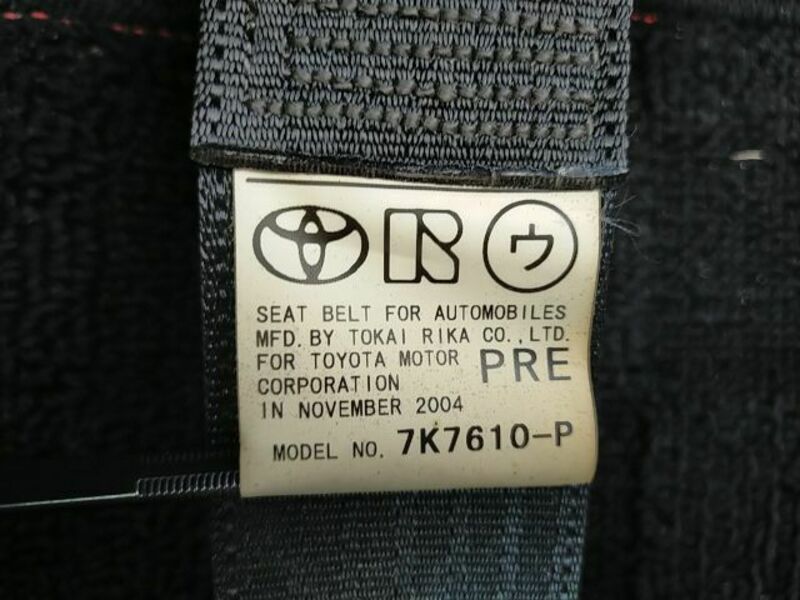 R ウ
SEAT BELT FOR AUTOMOBILES
MFD. BY TOKAI RIKA CO., LTD.
FOR TOYOTA MOTOR PRE
CORPORATION
IN NOVEMBER 2004
MODEL NO. 7K7610-P